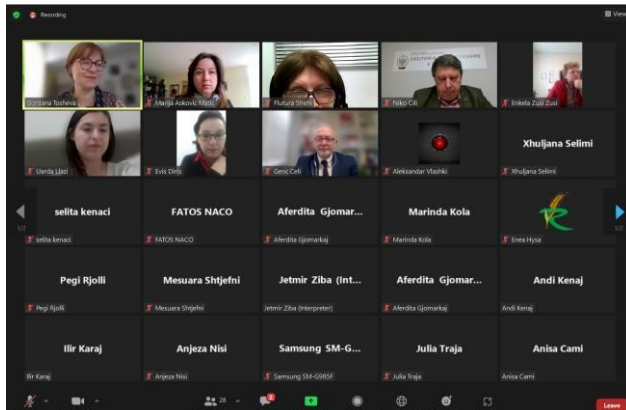 Recording
View
Gordana Tosheva
Marija Askovic Matic
Flutura Sheni
Niko Cili
Enkela Zusi Zusi
Uarda Llazi
Evis Dirto
Genc Celi
Aleksandar Vlashki
Xhuljana Selimi
Xhuljana Selimi
selita kenaci
FATOS NACO
Aferdita Gjomar...
Marinda Kola
1/2
1/2
selita kenaci
FATOS NACO
Aferdita Gjomarkaj
Marinda Kola
Enea Hysa
Pegi Rjolli
Mesuara Shtjefni
Jetmir Ziba (Int...
Aferdita Gjomar...
Andi Kenaj
Pegi Rjolli
Mesuara Shtjefni
Jetmir Ziba (Interpreter)
Aferdita Gjomarkaj
Andi Kenaj
Ilir Karaj
Anjeza Nisi
Samsung SM-G...
Julia Traja
Anisa Cami
Ilir Karaj
Anjeza Nisi
Samsung SM-G985F
Julia Traja
Anisa Cami
28
2
Leave